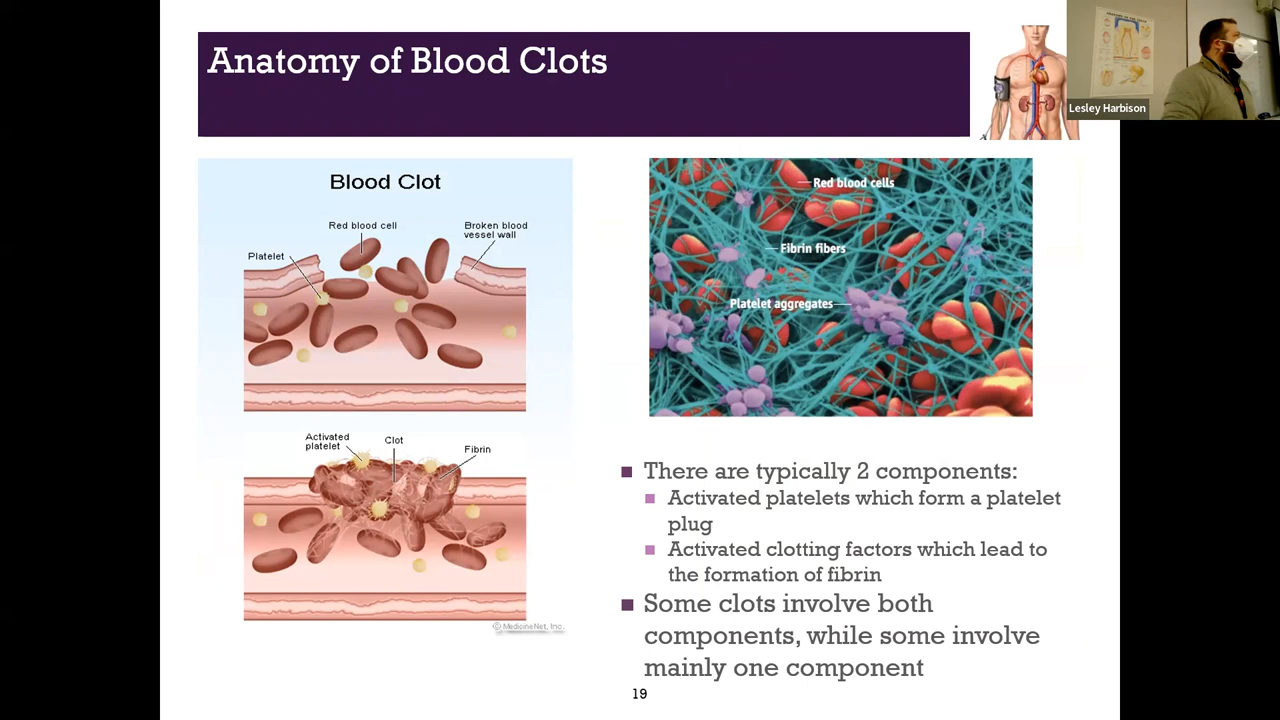 Anatomy of Blood Clots
Lesley Harbison
Blood Clot
Red blood cell
Broken blood
vessel wall
Platelet
Activated
platelet
Clot
Fibrin
© MedicineNet, Inc.
Red blood cells
Fibrin fibers
Platelet aggregates
There are typically 2 components:
Activated platelets which form a platelet
plug
Activated clotting factors which lead to
the formation of fibrin
Some clots involve both
components, while some involve
mainly one component
19